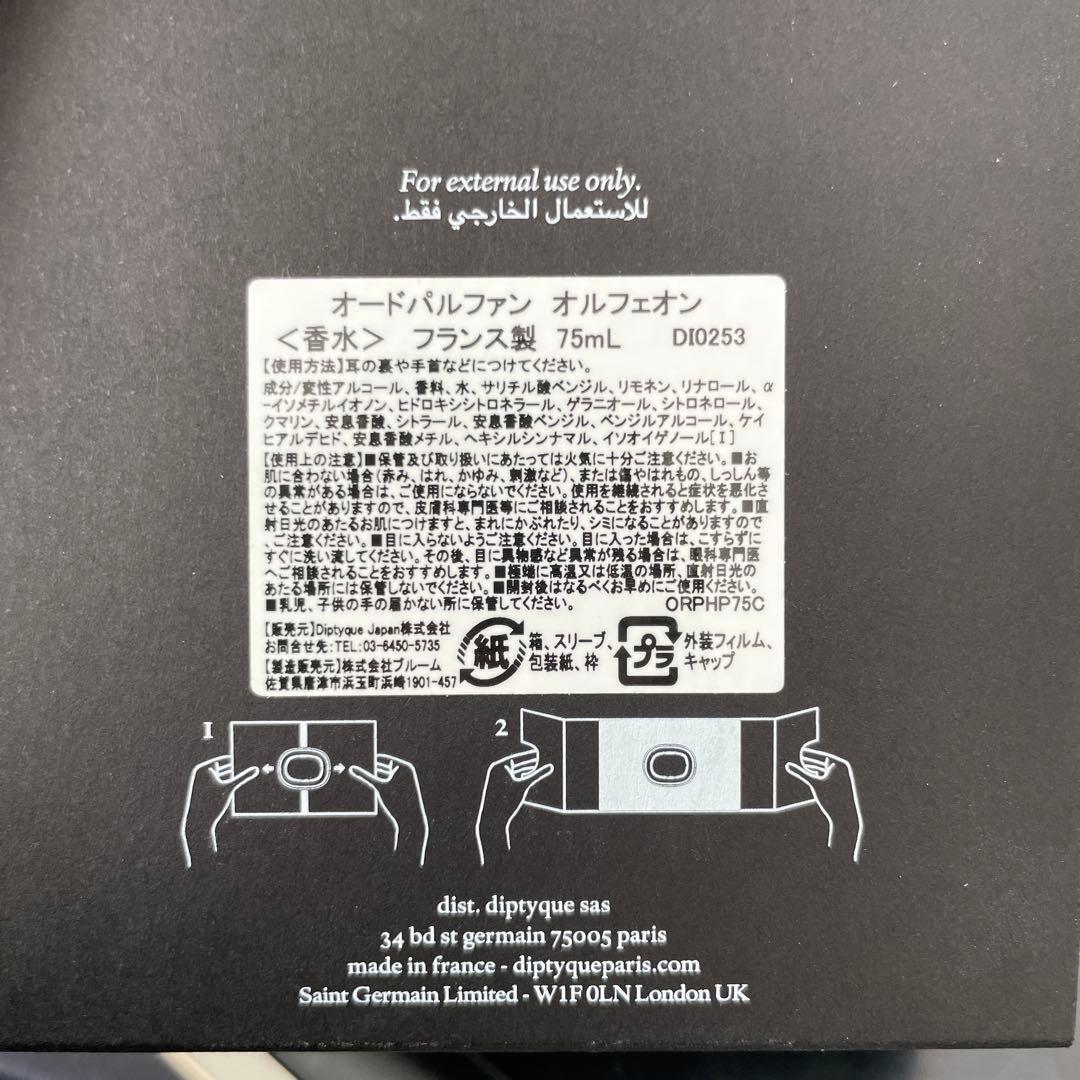 For external use only.
للاستعمال الخارجي فقط.
オードパルファン オルフェオン
＜香水＞ フランス製 75mL DI0253
【使用方法】耳の裏や手首などにつけてください。
成分/変性アルコール、香料、水、サリチル酸ベンジル、リモネン、リナロール、α
-イソメチルイオノン、ヒドロキシシトロネラール、ゲラニオール、シトロネロール、
クマリン、安息香酸、シトラール、安息香酸ベンジル、ベンジルアルコール、ケイ
ヒアルデヒド、安息香酸メチル、ヘキシルシンナマル、イソオイゲノール[I]
【使用上の注意】■保管及び取り扱いにあたっては火気に十分ご注意ください。■お
肌に合わない場合(赤み、はれ、かゆみ、刺激など)、または傷やはれもの、しっしん等
の異常がある場合は、ご使用にならないでください。使用を継続されると症状を悪化さ
せることがありますので、皮膚科専門医等にご相談されることをおすすめします。■直
射日光のあたるお肌につけますと、まれにかぶれたり、シミになることがありますので
、ご注意ください。■目に入らないようご注意ください。目に入った場合は、こすらずに
すぐに洗い流してください。その後、目に異物感など異常が残る場合は、眼科専門医
へご相談されることをおすすめします。■極端に高温又は低温の場所、直射日光の
あたる場所には保管しないでください。■開封後はなるべくお早めにご使用ください。
■乳児、子供の手の届かない所に保管してください。 ORPHP75C
【販売元】Diptyque Japan株式会社
お問合せ先:TEL:03-6450-5735
【製造販売元】株式会社ブルーム
佐賀県唐津市浜玉町浜崎1901-457
紙
箱、スリーブ、
包装紙、枠
プラ
外装フィルム、
キャップ
1
2
dist. diptyque sas
34 bd st germain 75005 paris
made in france - diptyqueparis.com
Saint Germain Limited - W1F 0LN London UK